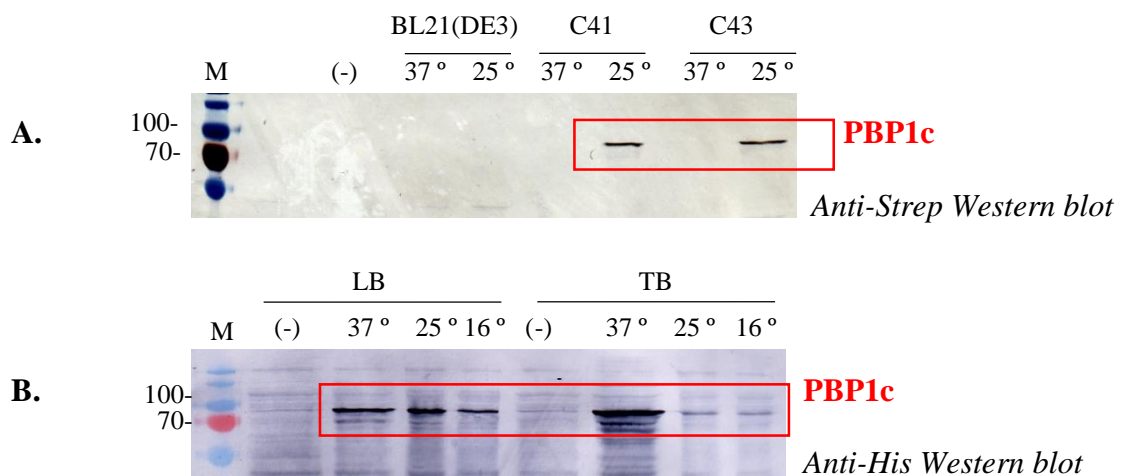 BL21(DE3) C41 C43
M (-) 37 º 25 º 37 º 25 º 37 º 25 º
A.
100-
70-
PBP1c
Anti-Strep Western blot
LB TB
M (-) 37 º 25 º 16 º (-) 37 º 25 º 16 º
B.
100-
70-
PBP1c
Anti-His Western blot